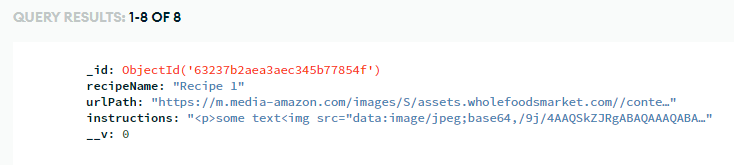 QUERY RESULTS: 1-8 OF 8
_id: ObjectId('63237b2aea3aec345b77854f')
recipeName: "Recipe 1"
urlPath: "https://m.media-amazon.com/images/S/assets.wholefoodsmarket.com//conte…"
instructions: "<p>some text<img src="data:image/jpeg;base64,/9j/4AAQSkZJRgABAQAAAQABA…"
__v: 0